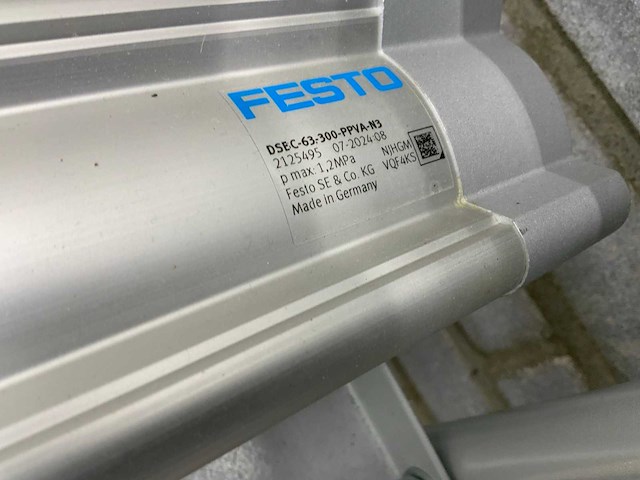 FESTO
DSEC-63-300-PPVA-N3
2125495 07-2024:08
p max: 1,2MPa NJHGM
Festo SE & Co. KG VQF4KS
Made in Germany